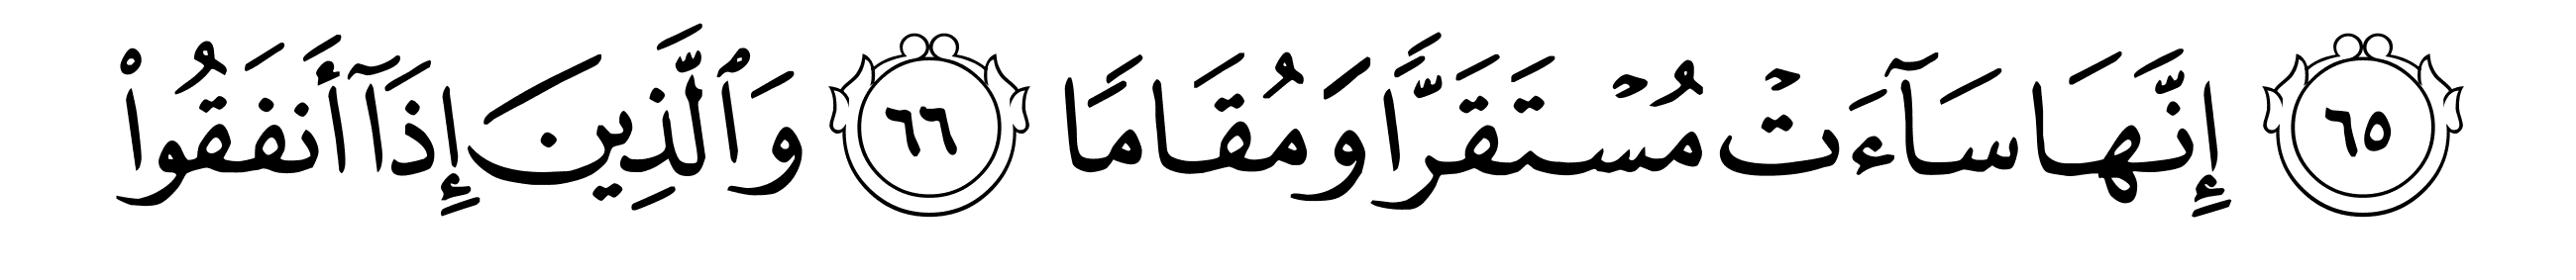 ٦٥ إِنَّهَا سَآءَتۡ مُسۡتَقَرّٗا وَمُقَامٗا ٦٦ وَٱلَّذِينَ إِذَآ أَنفَقُواْ